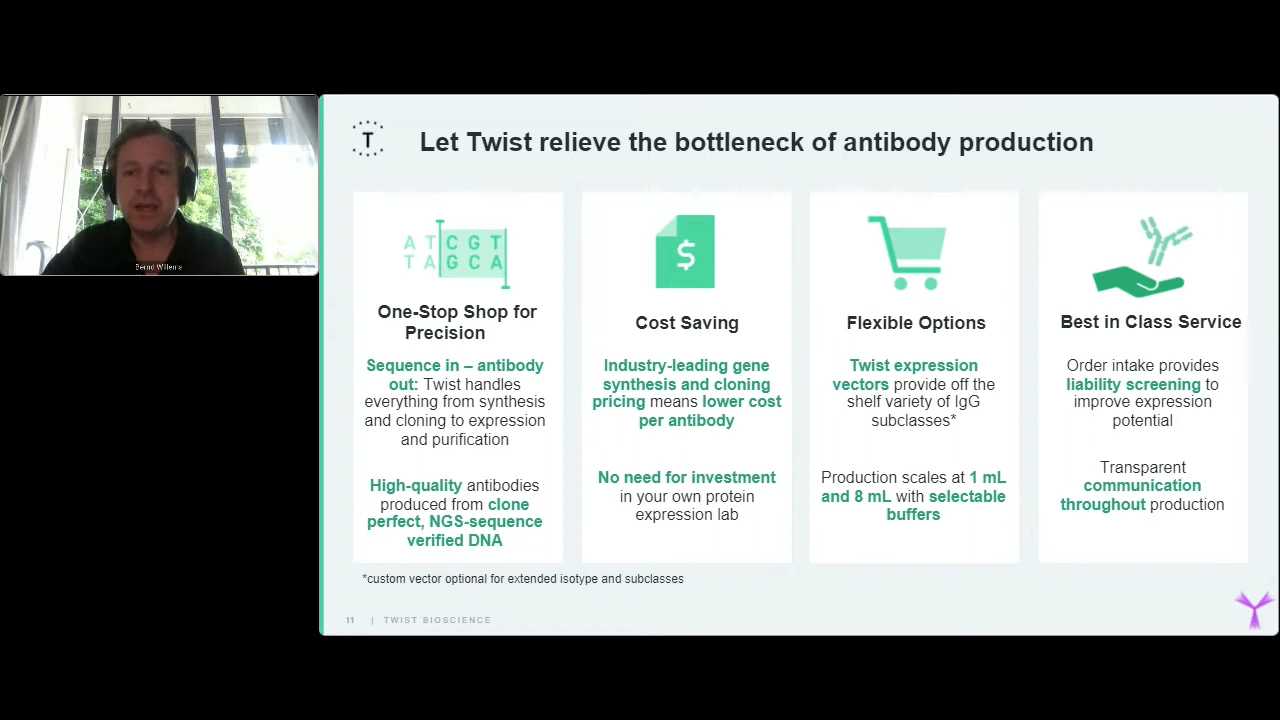 Bernd Willems
T
Let Twist relieve the bottleneck of antibody production
A T C G T
T A G C A
One-Stop Shop for
Precision
Sequence in – antibody
out: Twist handles
everything from synthesis
and cloning to expression
and purification
High-quality antibodies
produced from clone
perfect, NGS-sequence
verified DNA
$
Cost Saving
Industry-leading gene
synthesis and cloning
pricing means lower cost
per antibody
No need for investment
in your own protein
expression lab
Flexible Options
Twist expression
vectors provide off the
shelf variety of IgG
subclasses*
Production scales at 1 mL
and 8 mL with selectable
buffers
Best in Class Service
Order intake provides
liability screening to
improve expression
potential
Transparent
communication
throughout production
*custom vector optional for extended isotype and subclasses
11 | TWIST BIOSCIENCE